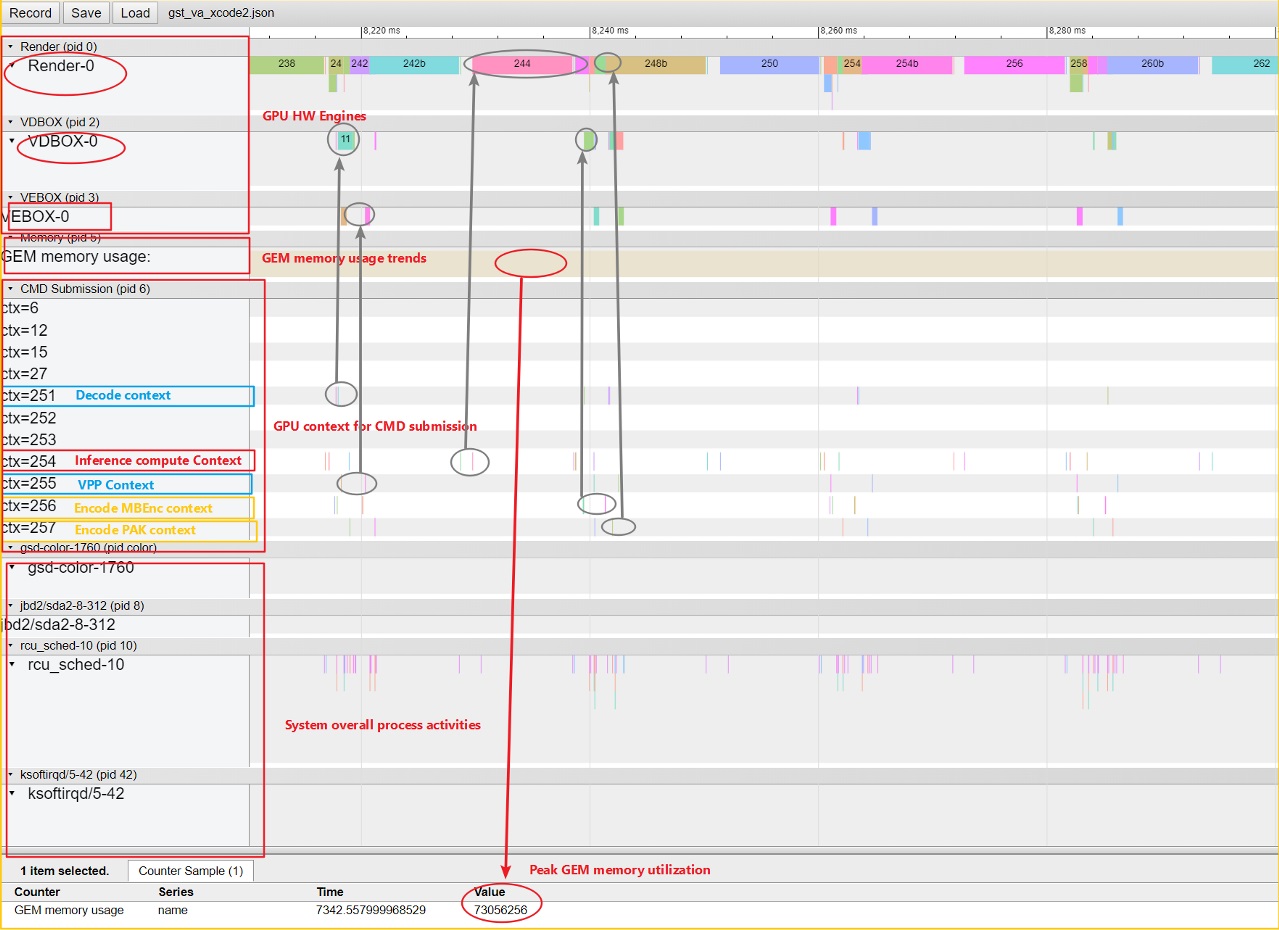 Record Save Load gst_va_xcode2.json
8,220 ms 8,240 ms 8,260 ms 8,280 ms
Render (pid 0)
Render-0 238 24 242 242b 244 248b 250 254 254b 256 258 260b 262
GPU HW Engines
VDBOX (pid 2)
VDBOX-0 11
VEBOX (pid 3)
VEBOX-0
Memory (pid 5)
GEM memory usage: GEM memory usage trends
CMD Submission (pid 6)
ctx=6
ctx=12
ctx=15
ctx=27
ctx=251 Decode context
ctx=252
GPU context for CMD submission
ctx=253
ctx=254 Inference compute Context
ctx=255 VPP Context
ctx=256 Encode MBEnc context
ctx=257 Encode PAK context
gsd-color-1760 (pid color)
gsd-color-1760
jbd2/sda2-8-312 (pid 8)
jbd2/sda2-8-312
rcu_sched-10 (pid 10)
rcu_sched-10
System overall process activities
ksoftirqd/5-42 (pid 42)
ksoftirqd/5-42
1 item selected. Counter Sample (1) Peak GEM memory utilization
Counter Series Time Value
GEM memory usage name 7342.557999968529 73056256